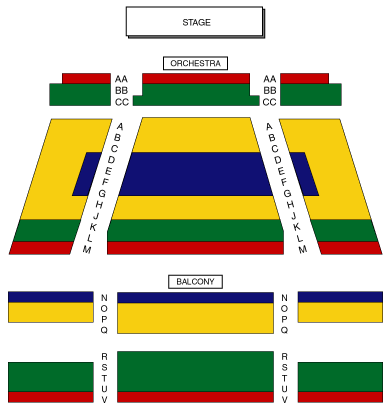 STAGE
ORCHESTRA
AA AA
BB BB
CC CC
A A
B B
C C
D D
E E
F F
G G
H H
J J
K K
L L
M M
BALCONY
N N
O O
P P
Q Q
R R
S S
T T
U U
V V